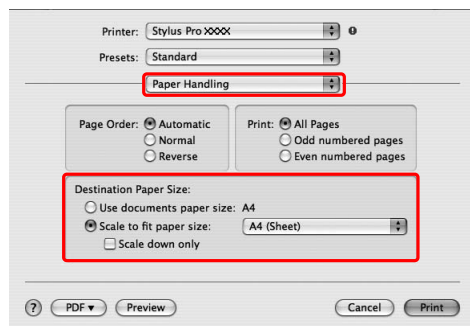 Printer: Stylus Pro XXXX
Presets: Standard
Paper Handling
Page Order: Automatic
Normal
Reverse
Print: All Pages
Odd numbered pages
Even numbered pages
Destination Paper Size:
Use documents paper size: A4
Scale to fit paper size: A4 (Sheet)
Scale down only
? PDF▼ Preview Cancel Print